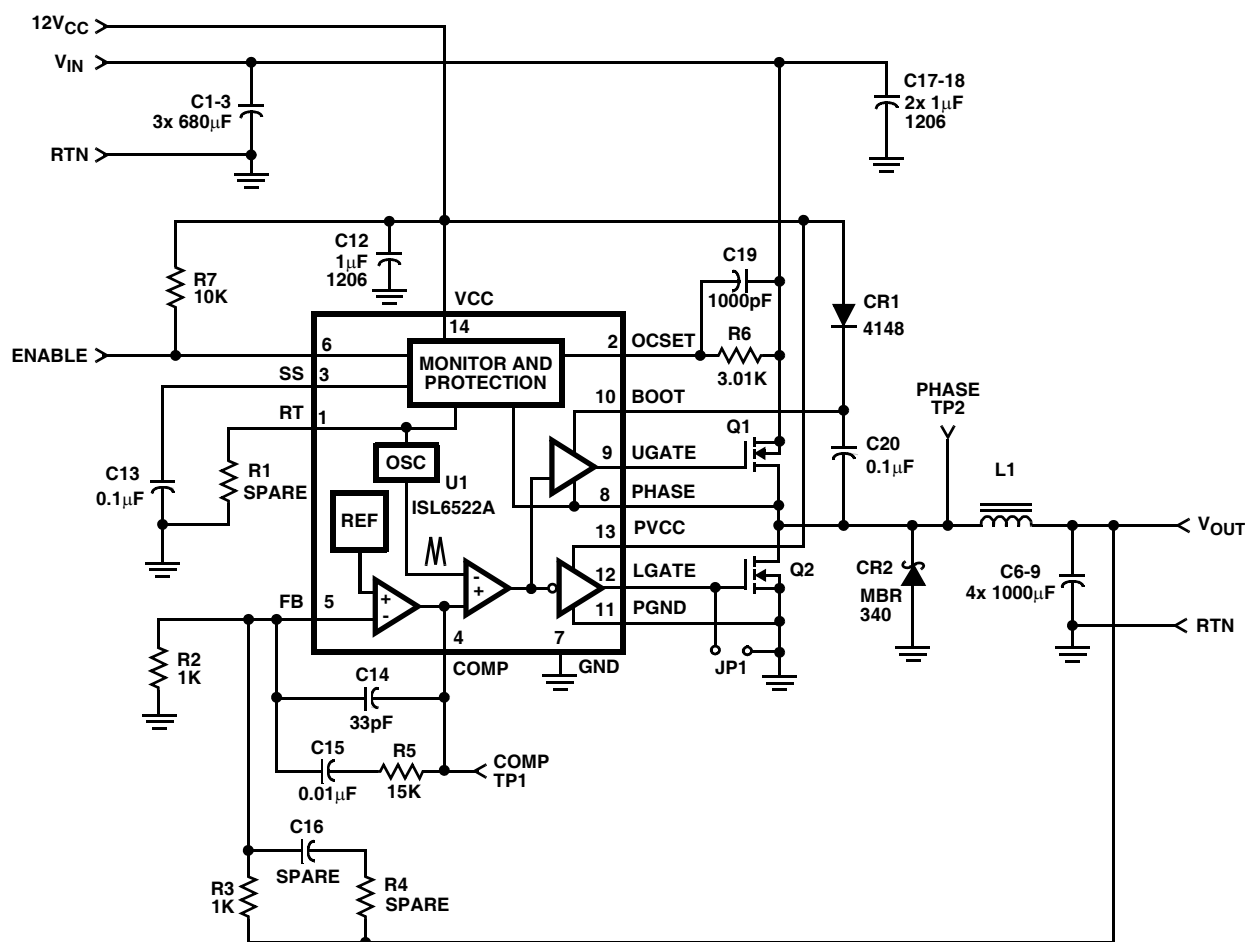 12VCC
VIN
C1-3
3x 680µF
RTN
C17-18
2x 1µF
1206
C12
1µF
1206
R7
10K
C19
1000pF
CR1
4148
VCC
14
ENABLE
6
MONITOR AND
PROTECTION
2
OCSET
R6
3.01K
SS
3
10
BOOT
PHASE
TP2
RT
1
Q1
C20
0.1µF
C13
0.1µF
R1
SPARE
OSC
U1
ISL6522A
9
UGATE
L1
REF
8
PHASE
13
PVCC
VOUT
+
-
-
+
12
LGATE
Q2
CR2
MBR
340
C6-9
4x 1000µF
FB
5
11
PGND
RTN
R2
1K
4
COMP
7
GND
JP1
C14
33pF
C15
0.01µF
R5
15K
COMP
TP1
C16
SPARE
R3
1K
R4
SPARE